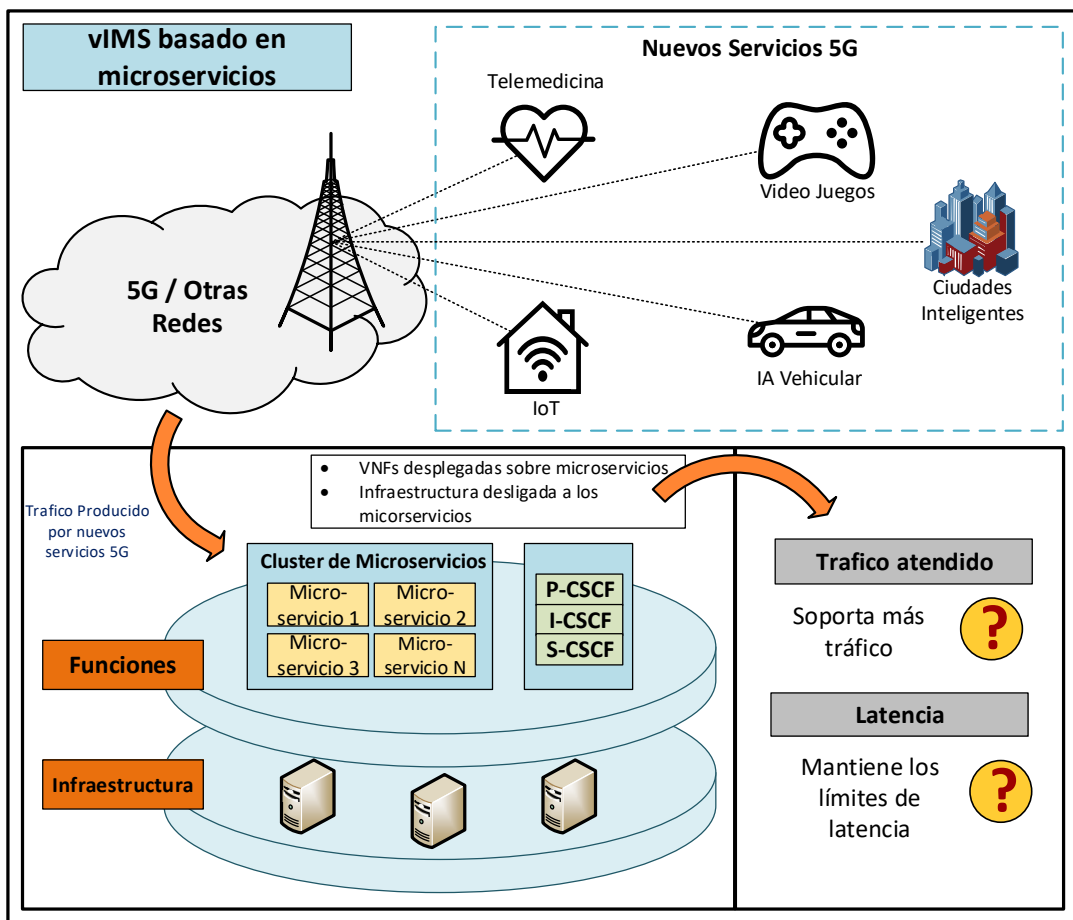 vIMS basado en
microservicios
Nuevos Servicios 5G
Telemedicina
Video Juegos
Ciudades
Inteligentes
5G / Otras
Redes
IoT
IA Vehicular
• VNFs desplegadas sobre microservicios
• Infraestructura desligada a los
micorservicios
Trafico Producido
por nuevos
servicios 5G
Cluster de Microservicios
Micro-
servicio 1
Micro-
servicio 2
Micro-
servicio 3
Micro-
servicio N
P-CSCF
I-CSCF
S-CSCF
Funciones
Infraestructura
Trafico atendido
Soporta más
tráfico
?
Latencia
Mantiene los
límites de
latencia
?